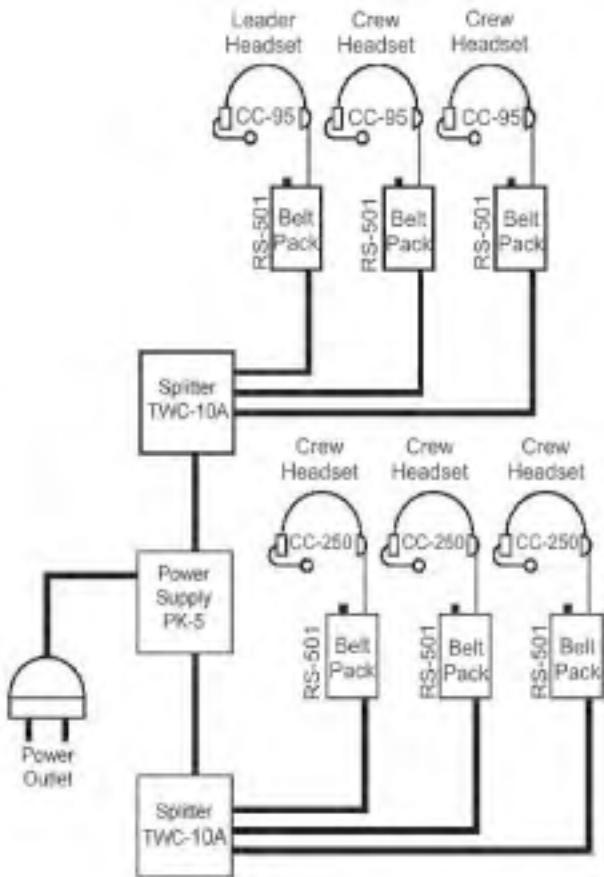 Leader
Headset
Crew
Headset
Crew
Headset
CC-95
CC-95
CC-95
RS-501
Belt
Pack
RS-501
Belt
Pack
RS-501
Belt
Pack
Splitter
TWC-10A
Crew
Headset
Crew
Headset
Crew
Headset
CC-250
CC-250
CC-250
Power
Supply
PK-5
RS-501
Belt
Pack
RS-501
Belt
Pack
RS-501
Belt
Pack
Power
Outlet
Splitter
TWC-10A